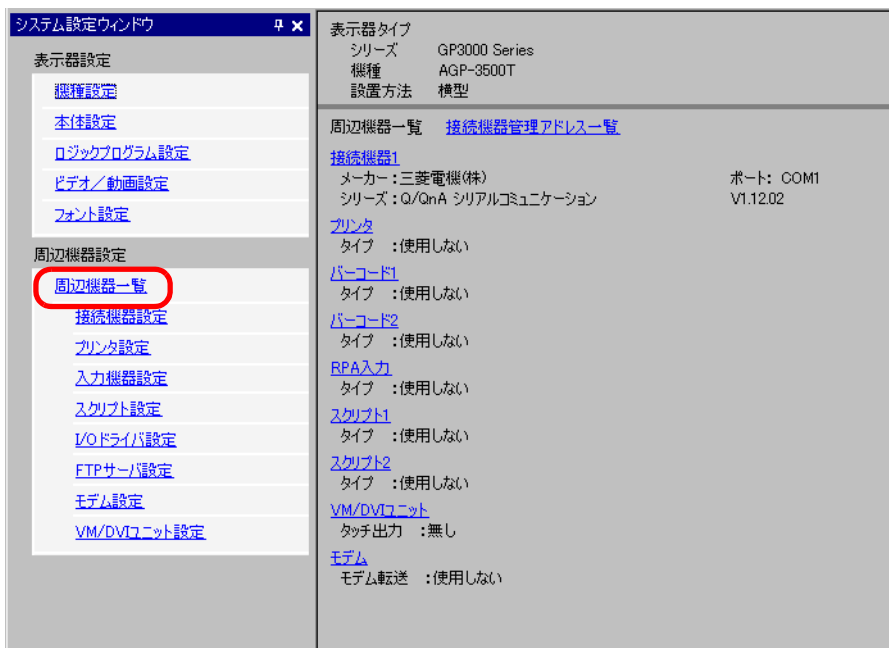 システム設定ウィンドウ
表示器設定
機種設定
本体設定
ロジックプログラム設定
ビデオ／動画設定
フォント設定
周辺機器設定
周辺機器一覧
接続機器設定
プリンタ設定
入力機器設定
スクリプト設定
I/Oドライバ設定
FTPサーバ設定
モデム設定
VM/DVIユニット設定
表示器タイプ
シリーズ GP3000 Series
機種 AGP-3500T
設置方法 横型
周辺機器一覧 接続機器管理アドレス一覧
接続機器1
メーカー：三菱電機(株) ポート： COM1
シリーズ：Q/QnA シリアルコミュニケーション V1.12.02
プリンタ
タイプ ：使用しない
バーコード1
タイプ ：使用しない
バーコード2
タイプ ：使用しない
RPA入力
タイプ ：使用しない
スクリプト1
タイプ ：使用しない
スクリプト2
タイプ ：使用しない
VM/DVIユニット
タッチ出力 ：無し
モデム
モデム転送 ：使用しない